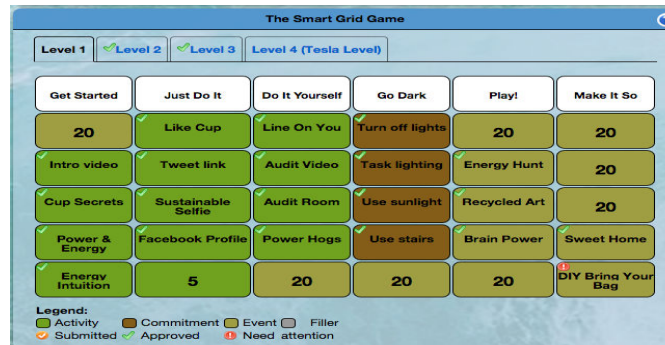 The Smart Grid Game
Level 1 Level 2 Level 3 Level 4 (Tesla Level)
Get Started Just Do It Do It Yourself Go Dark Play! Make It So
20 Like Cup Line On You Turn off lights 20 20
Intro video Tweet link Audit Video Task lighting Energy Hunt 20
Cup Secrets Sustainable Selfie Audit Room Use sunlight Recycled Art 20
Power & Energy Facebook Profile Power Hogs Use stairs Brain Power Sweet Home
Energy Intuition 5 20 20 20 DIY Bring Your Bag
Legend:
Activity Commitment Event Filler
Submitted Approved Need attention